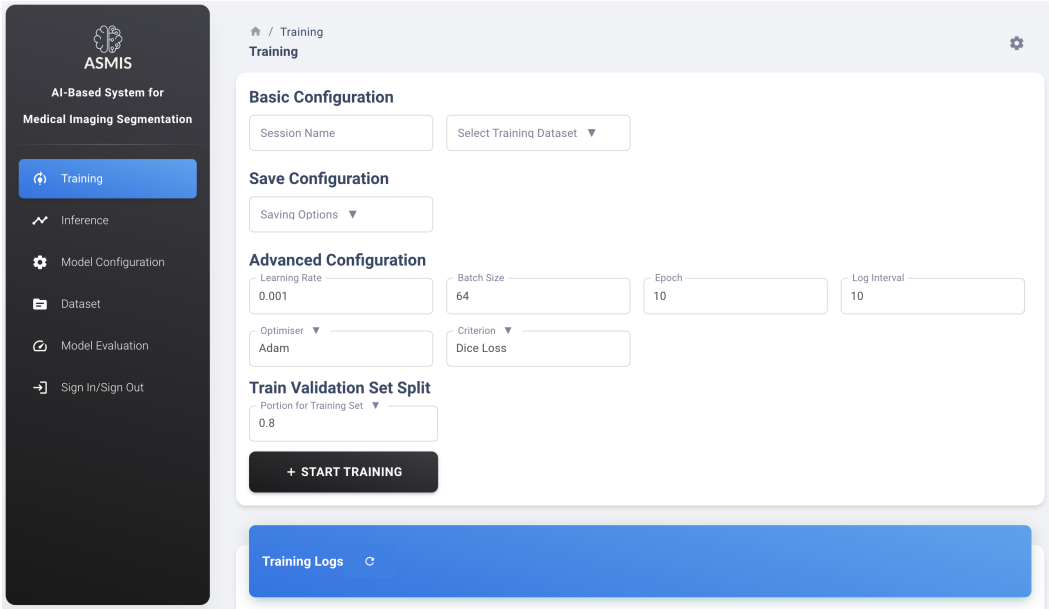 ASMIS
AI-Based System for
Medical Imaging Segmentation
Training
Inference
Model Configuration
Dataset
Model Evaluation
Sign In/Sign Out
/ Training
Training
Basic Configuration
Session Name
Select Training Dataset ▼
Save Configuration
Saving Options ▼
Advanced Configuration
Learning Rate
0.001
Batch Size
64
Epoch
10
Log Interval
10
Optimiser ▼
Adam
Criterion ▼
Dice Loss
Train Validation Set Split
Portion for Training Set ▼
0.8
+ START TRAINING
Training Logs